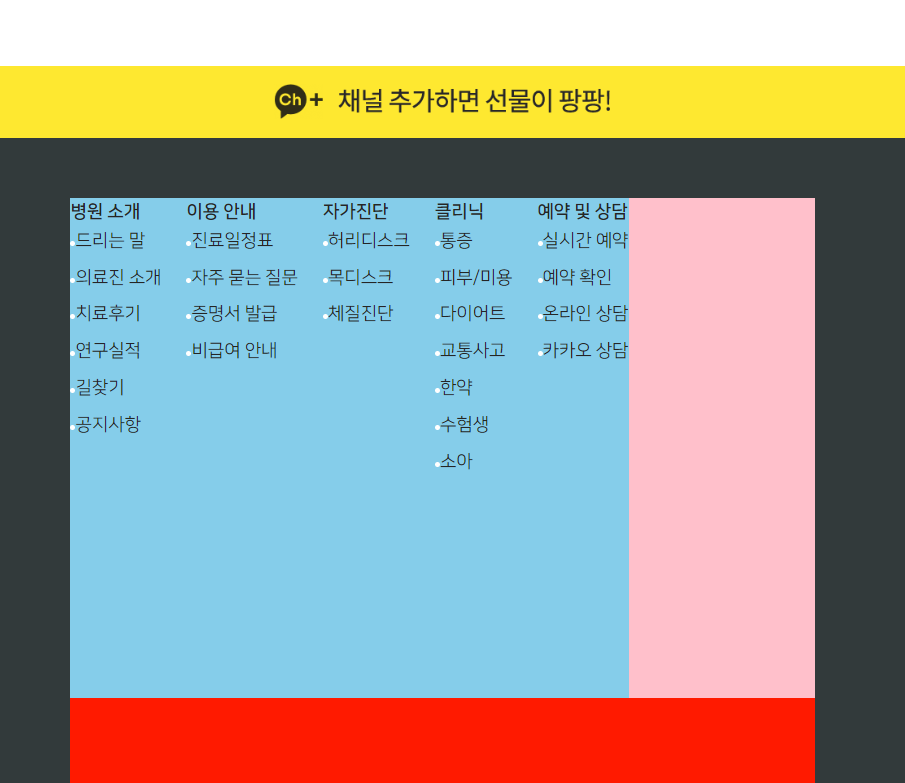 Ch+ 채널 추가하면 선물이 팡팡!
병원 소개
드리는 말
의료진 소개
치료후기
연구실적
길찾기
공지사항
이용 안내
진료일정표
자주 묻는 질문
증명서 발급
비급여 안내
자가진단
허리디스크
목디스크
체질진단
클리닉
통증
피부/미용
다이어트
교통사고
한약
수험생
소아
예약 및 상담
실시간 예약
예약 확인
온라인 상담
카카오 상담